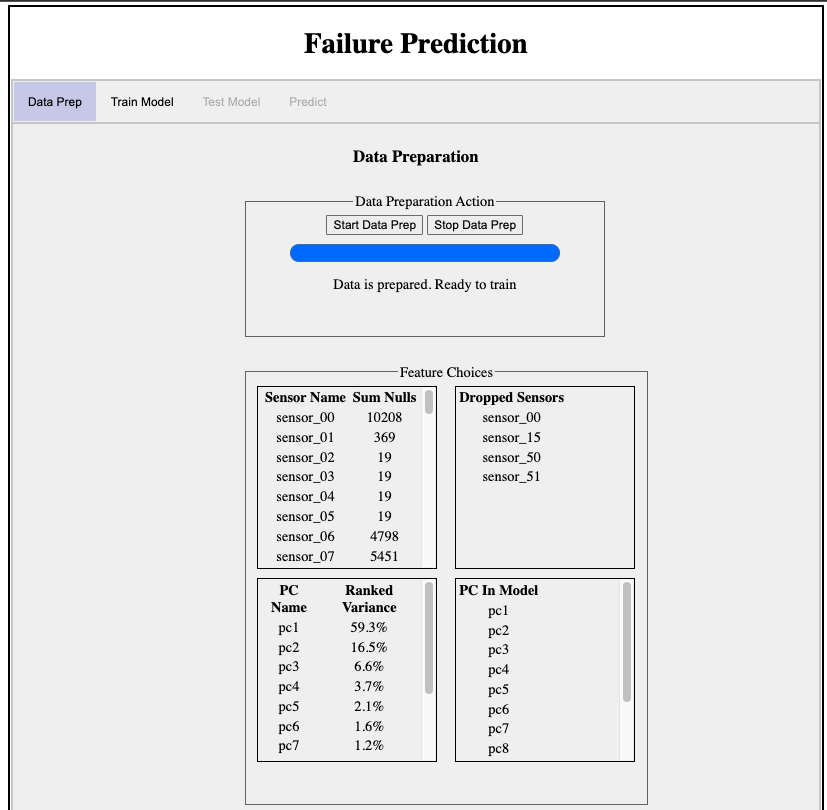 Failure Prediction
Data Prep Train Model Test Model Predict
Data Preparation
Data Preparation Action
Start Data Prep Stop Data Prep
Data is prepared. Ready to train
Feature Choices
Sensor Name Sum Nulls
sensor_00 10208
sensor_01 369
sensor_02 19
sensor_03 19
sensor_04 19
sensor_05 19
sensor_06 4798
sensor_07 5451
Dropped Sensors
sensor_00
sensor_15
sensor_50
sensor_51
PC Name Ranked Variance
pc1 59.3%
pc2 16.5%
pc3 6.6%
pc4 3.7%
pc5 2.1%
pc6 1.6%
pc7 1.2%
PC In Model
pc1
pc2
pc3
pc4
pc5
pc6
pc7
pc8